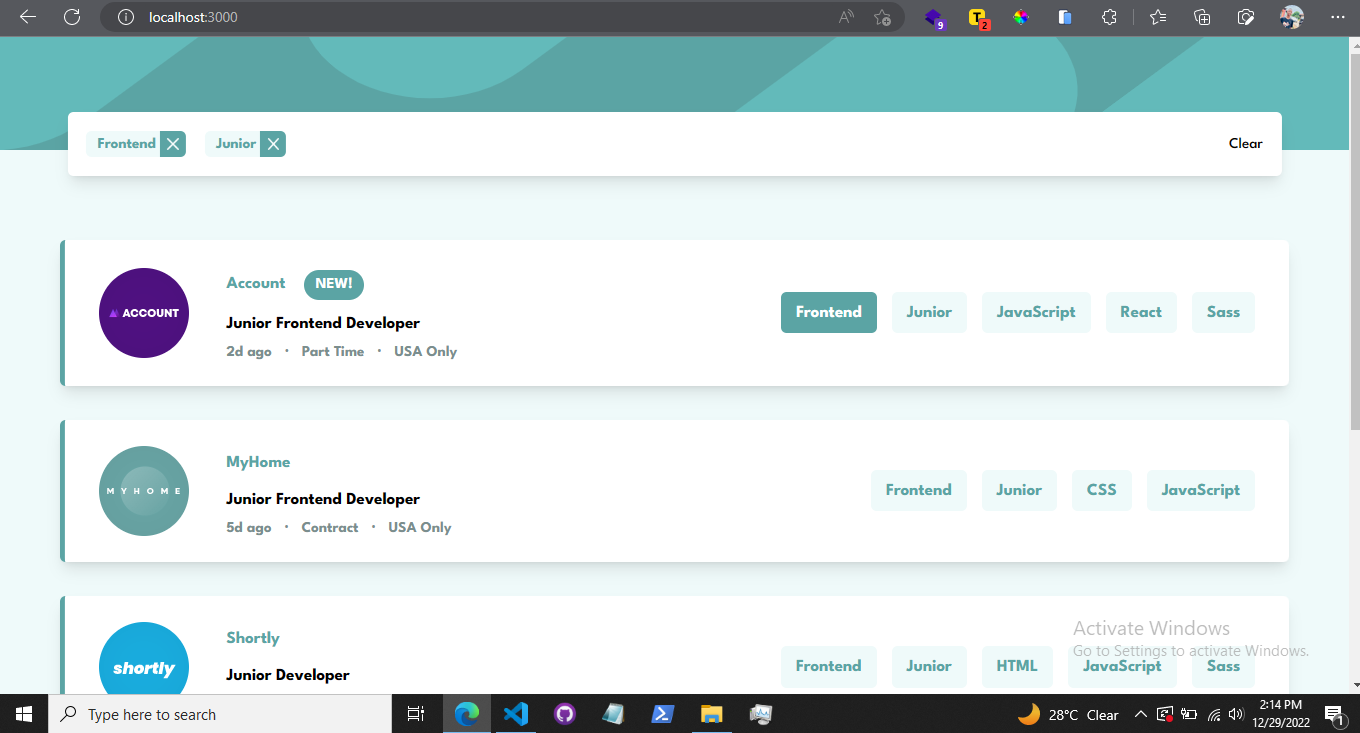 localhost:3000
9
2
Frontend Junior Clear
Account NEW!
ACCOUNT
Junior Frontend Developer
2d ago • Part Time • USA Only
Frontend Junior JavaScript React Sass
MyHome
MYHOME
Junior Frontend Developer
5d ago • Contract • USA Only
Frontend Junior CSS JavaScript
Shortly
shortly
Junior Developer
Frontend Junior HTML JavaScript Sass
Activate Windows
Go to Settings to activate Windows.
Type here to search
28°C Clear
2:14 PM
12/29/2022
1